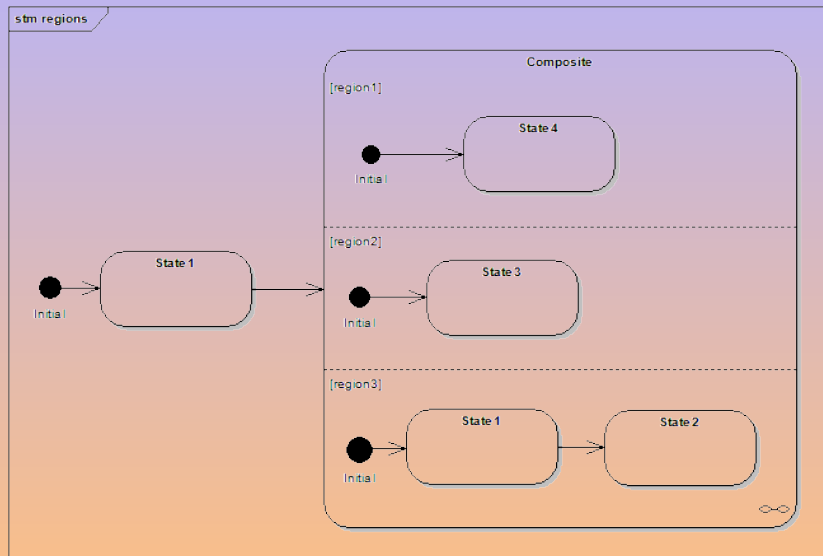 stm regions
Composite
[region1]
State 4
Initial
[region2]
State 1
State 3
Initial
Initial
[region3]
State 1
State 2
Initial